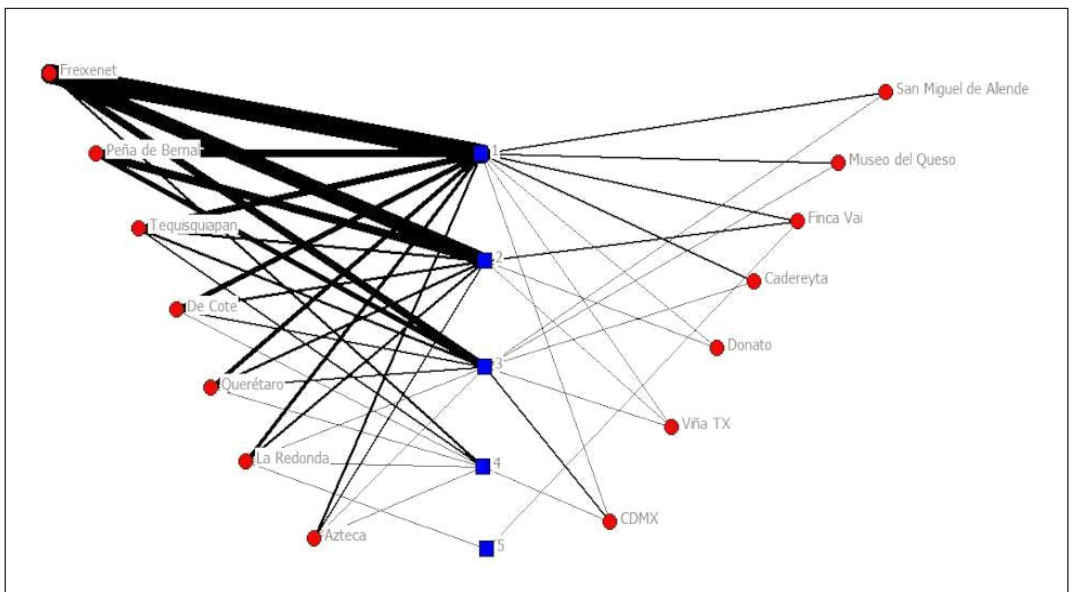 Freixenet
San Miguel de Allende
Peña de Bernal
1
Museo del Queso
Tequisquiapan
Finca Vai
2
Cadereyta
De Cote
Donato
3
Querétaro
Viña TX
La Redonda
4
CDMX
Azteca
5